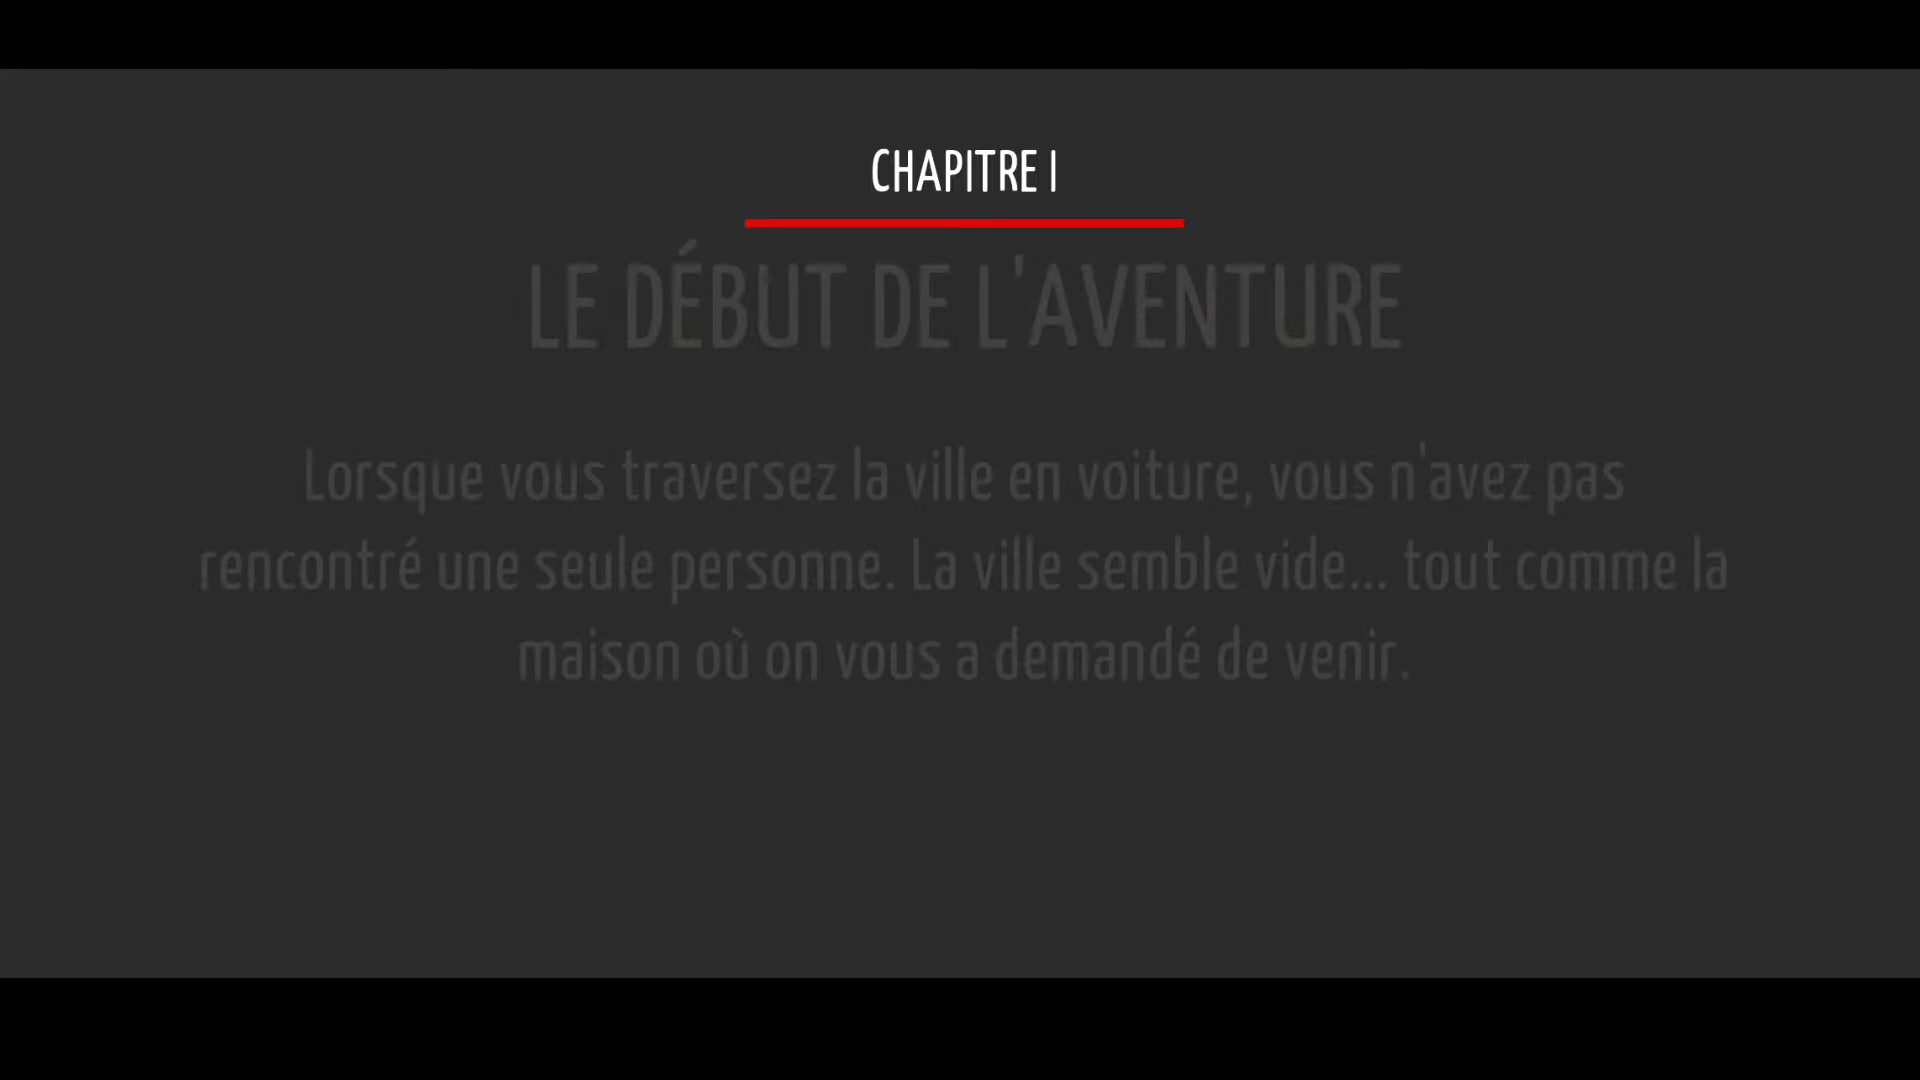 CHAPITRE I
LE DÉBUT DE L'AVENTURE
Lorsque vous traversez la ville en voiture, vous n'avez pas
rencontré une seule personne. La ville semble vide... tout comme la
maison où on vous a demandé de venir.